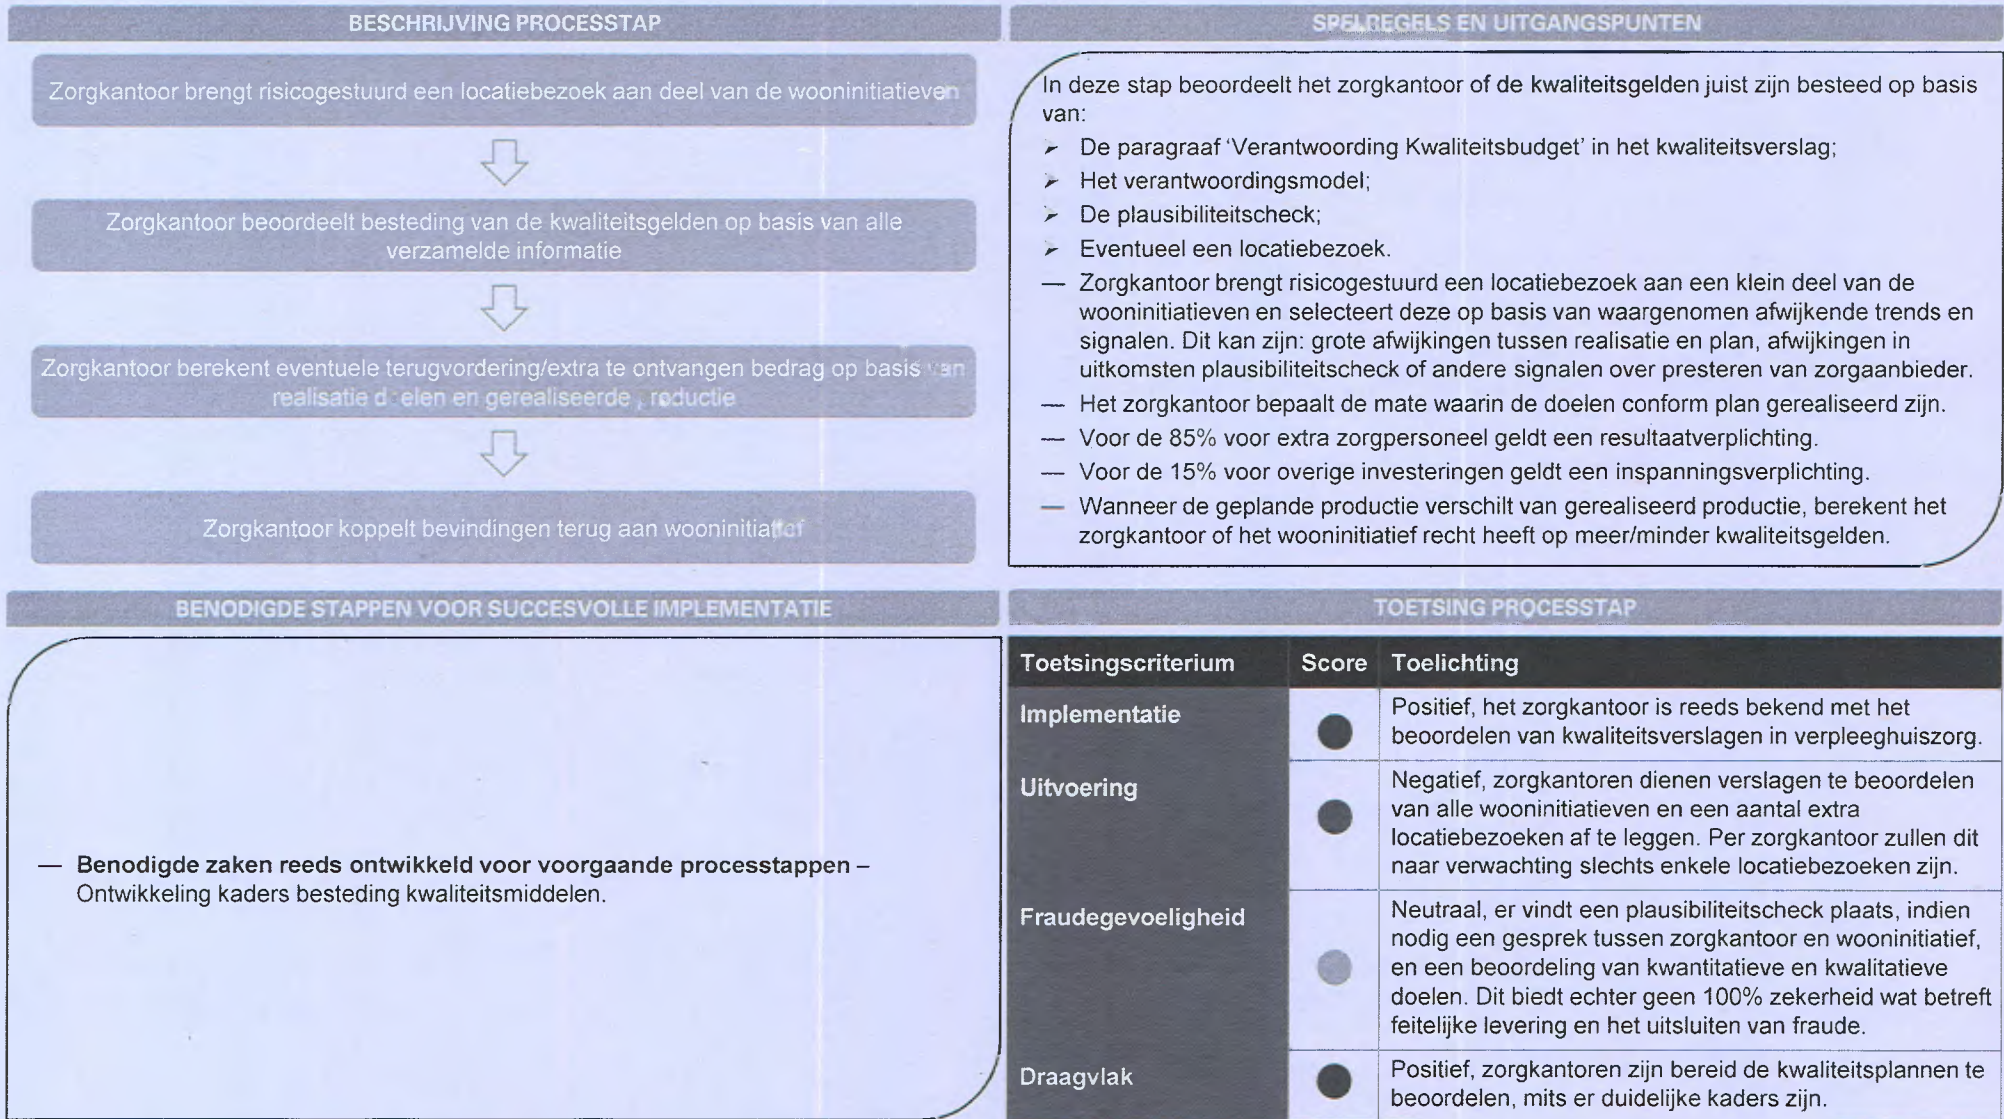 BESCHRIJVING PROCESSTAP
Zorgkantoor brengt risicogestuurd een locatiebezoek aan deel van de wooninitiatieven
Zorgkantoor beoordeelt besteding van de kwaliteitsgelden op basis van alle
verzamelde informatie
Zorgkantoor berekent eventuele terugvordering/extra te ontvangen bedrag op basis van
realisatie doelen en gerealiseerde productie
Zorgkantoor koppelt bevindingen terug aan wooninitiatief
SPELREGELS EN UITGANGSPUNTEN
In deze stap beoordeelt het zorgkantoor of de kwaliteitsgelden juist zijn besteed op basis
van:
➢ De paragraaf 'Verantwoording Kwaliteitsbudget' in het kwaliteitsverslag;
➢ Het verantwoordingsmodel;
➢ De plausibiliteitscheck;
➢ Eventueel een locatiebezoek.
— Zorgkantoor brengt risicogestuurd een locatiebezoek aan een klein deel van de
wooninitiatieven en selecteert deze op basis van waargenomen afwijkende trends en
signalen. Dit kan zijn: grote afwijkingen tussen realisatie en plan, afwijkingen in
uitkomsten plausibiliteitscheck of andere signalen over presteren van zorgaanbieder.
— Het zorgkantoor bepaalt de mate waarin de doelen conform plan gerealiseerd zijn.
— Voor de 85% voor extra zorgpersoneel geldt een resultaatverplichting.
— Voor de 15% voor overige investeringen geldt een inspanningsverplichting.
— Wanneer de geplande productie verschilt van gerealiseerd productie, berekent het
zorgkantoor of het wooninitiatief recht heeft op meer/minder kwaliteitsgelden.
BENODIGDE STAPPEN VOOR SUCCESVOLLE IMPLEMENTATIE
— Benodigde zaken reeds ontwikkeld voor voorgaande processtappen –
Ontwikkeling kaders besteding kwaliteitsmiddelen.
TOETSING PROCESSTAP
Toetsingscriterium Score Toelichting
Implementatie
Positief, het zorgkantoor is reeds bekend met het
beoordelen van kwaliteitsverslagen in verpleeghuiszorg.
Uitvoering
Negatief, zorgkantoren dienen verslagen te beoordelen
van alle wooninitiatieven en een aantal extra
locatiebezoeken af te leggen. Per zorgkantoor zullen dit
naar verwachting slechts enkele locatiebezoeken zijn.
Fraudegevoeligheid
Neutraal, er vindt een plausibiliteitscheck plaats, indien
nodig een gesprek tussen zorgkantoor en wooninitiatief,
en een beoordeling van kwantitatieve en kwalitatieve
doelen. Dit biedt echter geen 100% zekerheid wat betreft
feitelijke levering en het uitsluiten van fraude.
Draagvlak
Positief, zorgkantoren zijn bereid de kwaliteitsplannen te
beoordelen, mits er duidelijke kaders zijn.